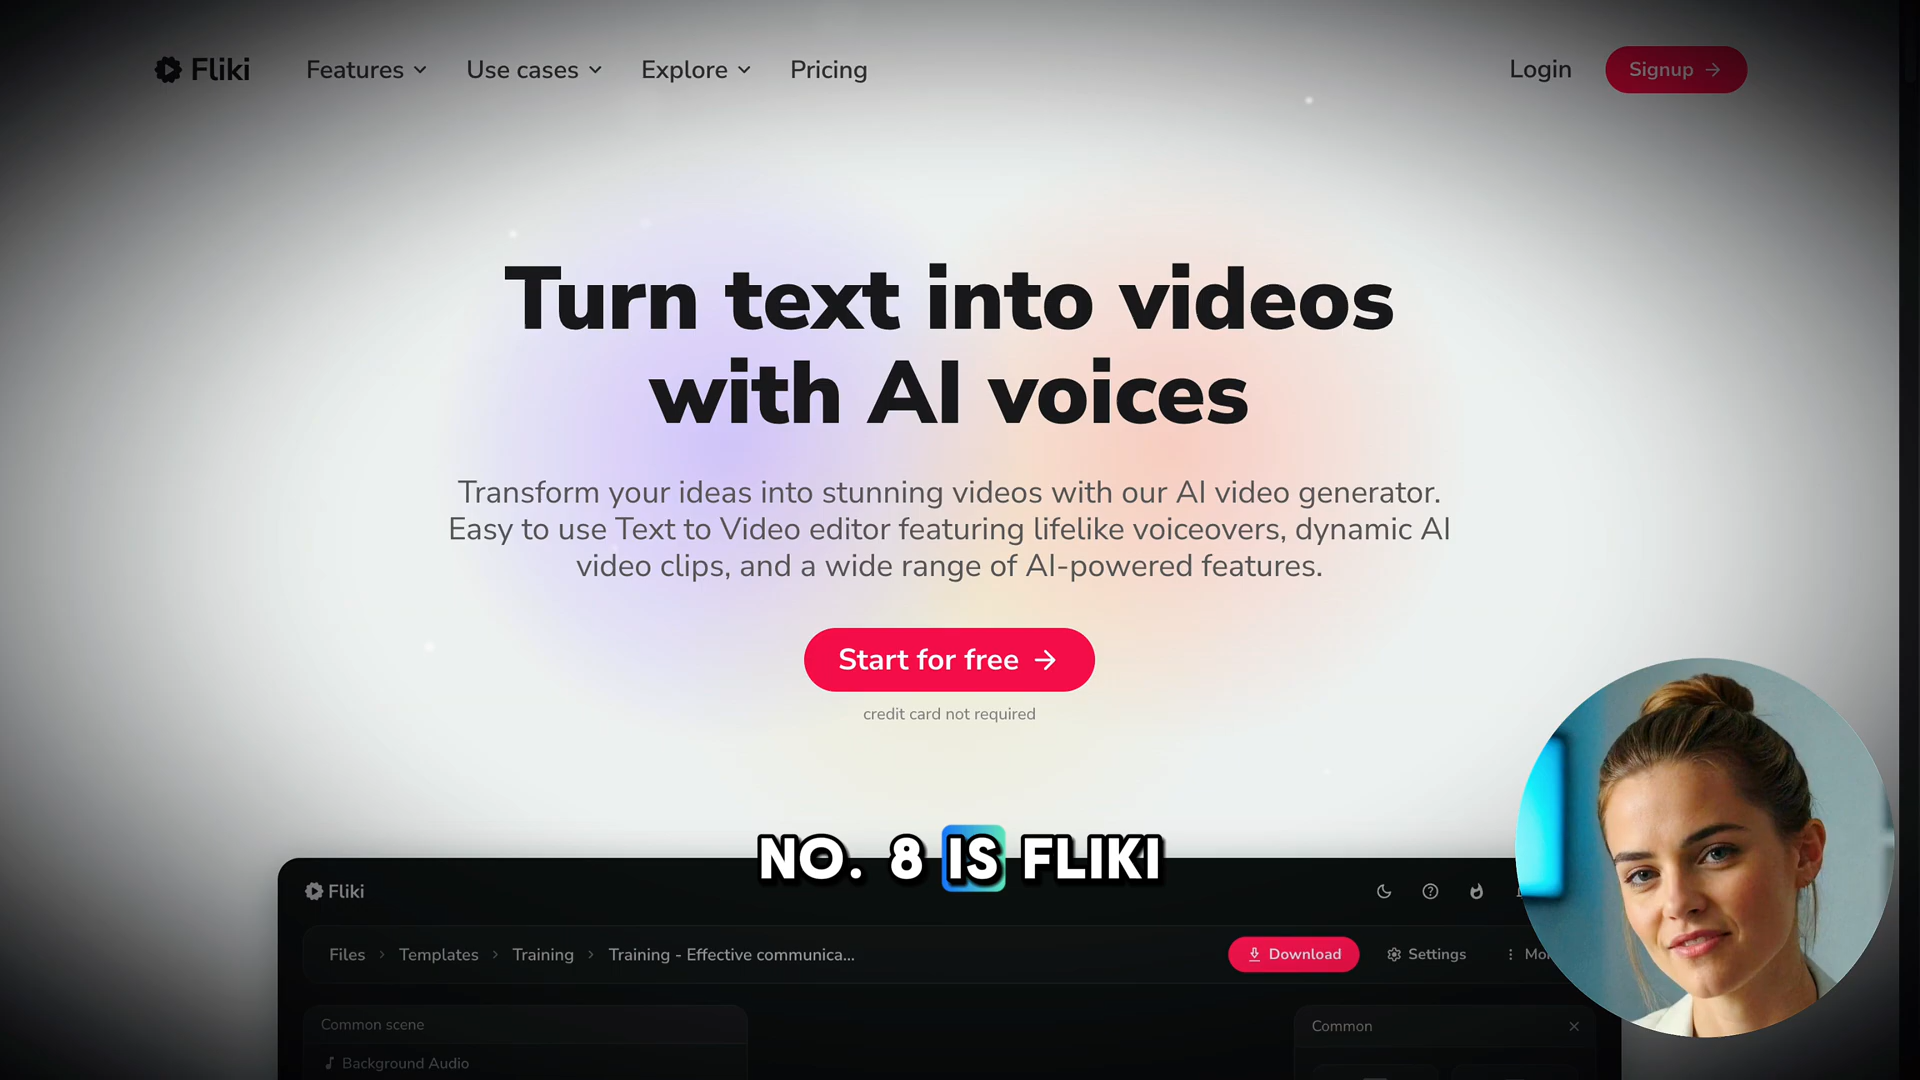 Fliki
Features
Use cases
Explore
Pricing
Login
Signup
Turn text into videos
with AI voices
Transform your ideas into stunning videos with our AI video generator.
Easy to use Text to Video editor featuring lifelike voiceovers, dynamic AI
video clips, and a wide range of AI-powered features.
Start for free
credit card not required
NO. 8 IS FLIKI
Fliki
Files
Templates
Training
Training - Effective communica...
Download
Settings
Common scene
Common
Background Audio